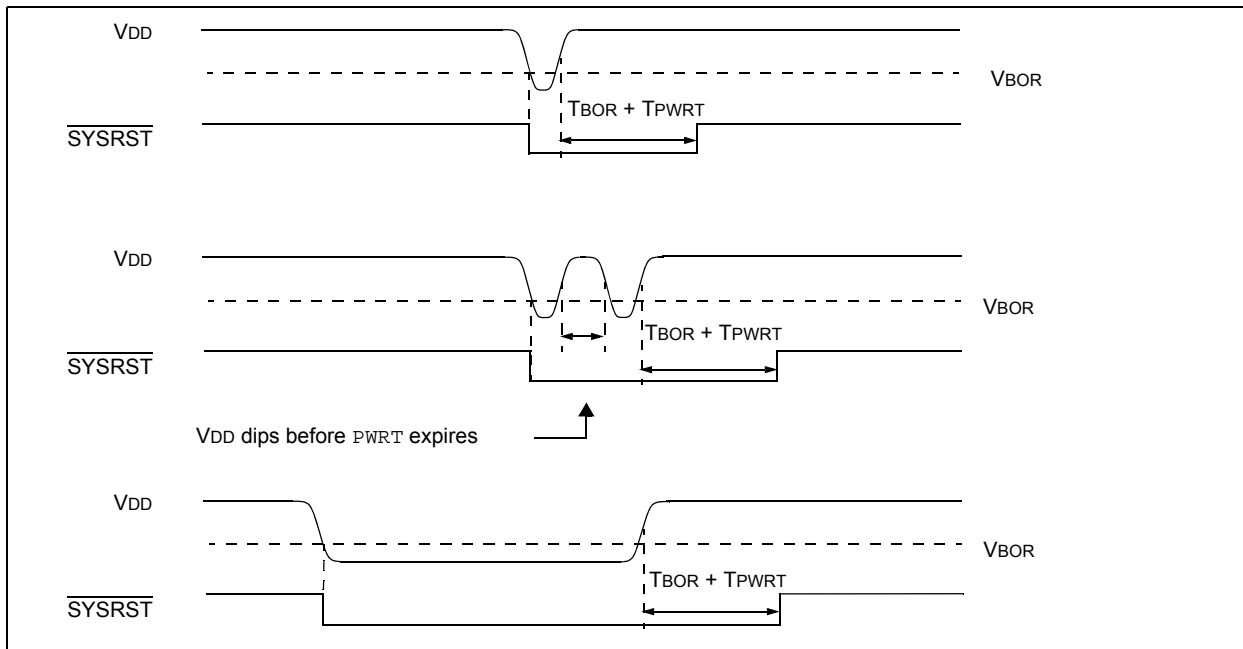 VDD
VBOR
TBOR + TPWRT
SYSRST
VDD
VBOR
TBOR + TPWRT
SYSRST
VDD dips before PWRT expires
VDD
VBOR
TBOR + TPWRT
SYSRST